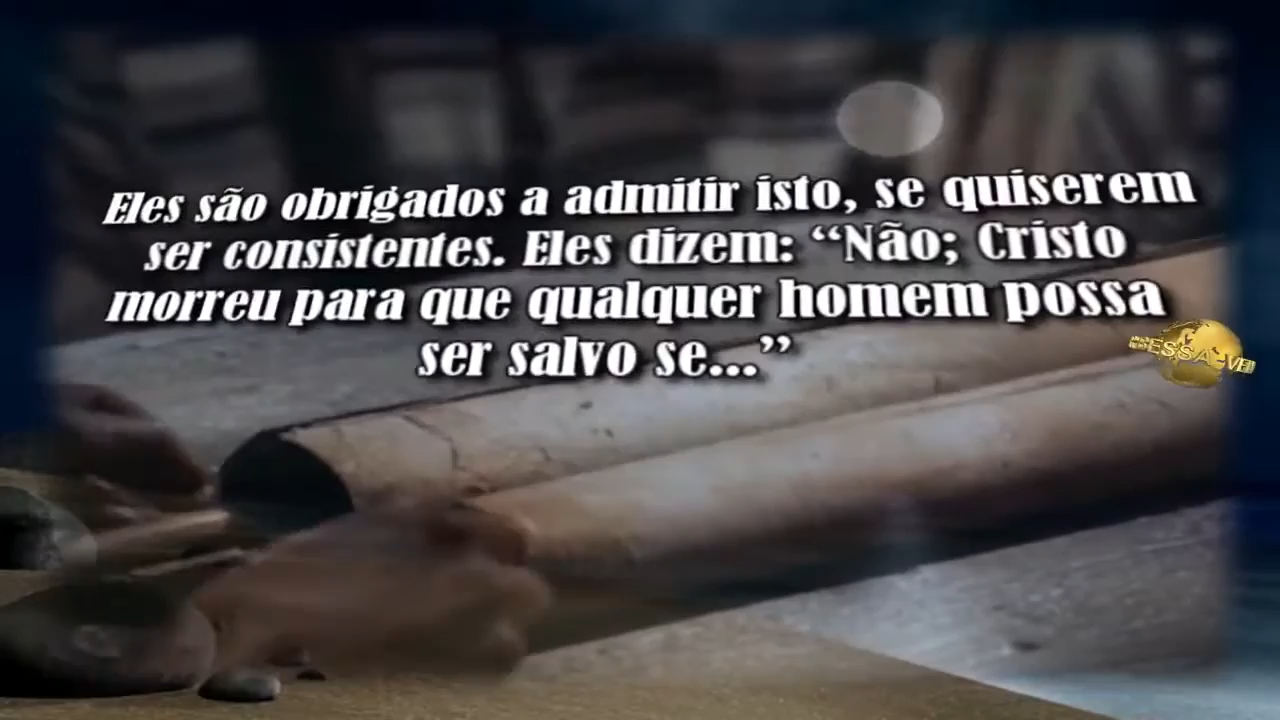 Eles são obrigados a admitir isto, se quiserem
ser consistentes. Eles dizem: “Não; Cristo
morreu para que qualquer homem possa
ser salvo se...”